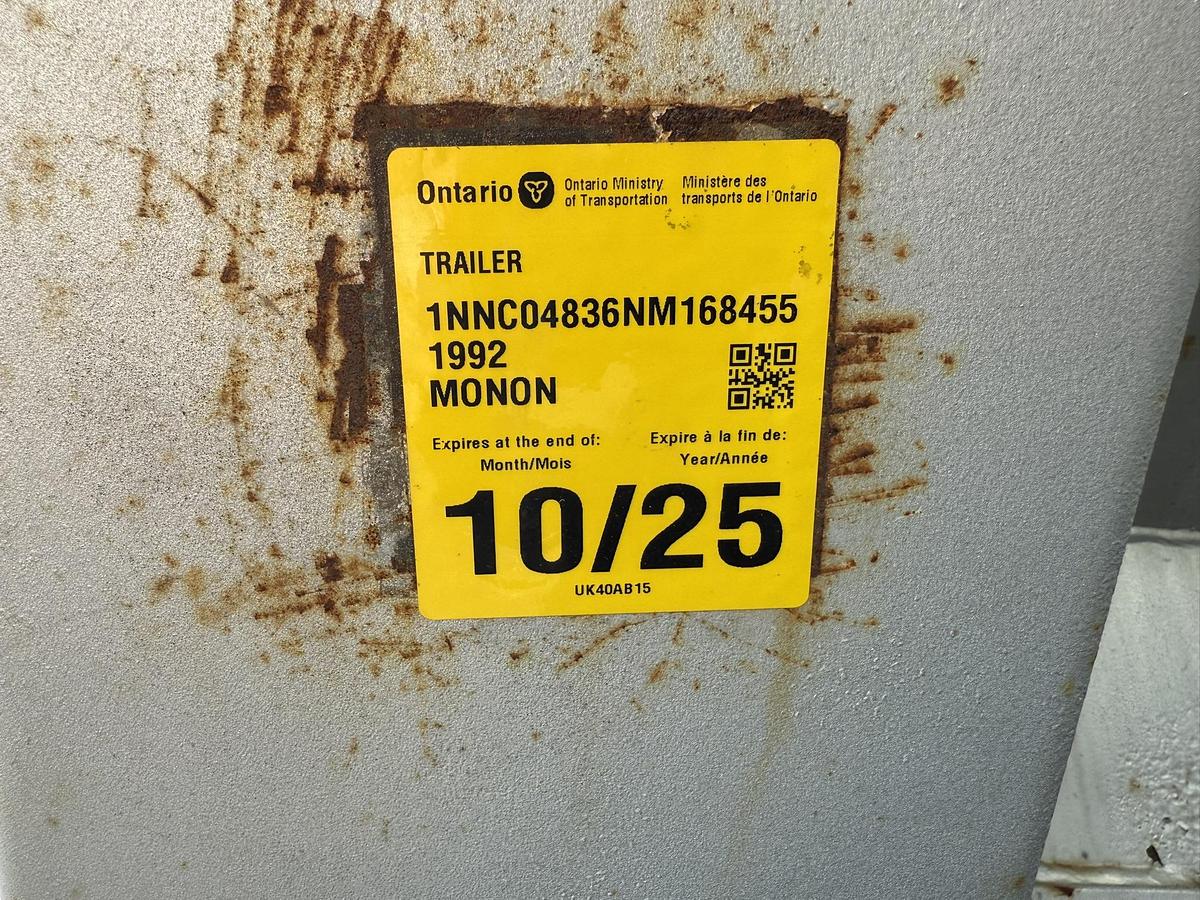 Ontario
Ontario Ministry of Transportation
Ministère des transports de l'Ontario
TRAILER
1NNC04836NM168455
1992
MONON
Expires at the end of:
Month/Mois
Expire à la fin de:
Year/Année
10/25
UK40AB15